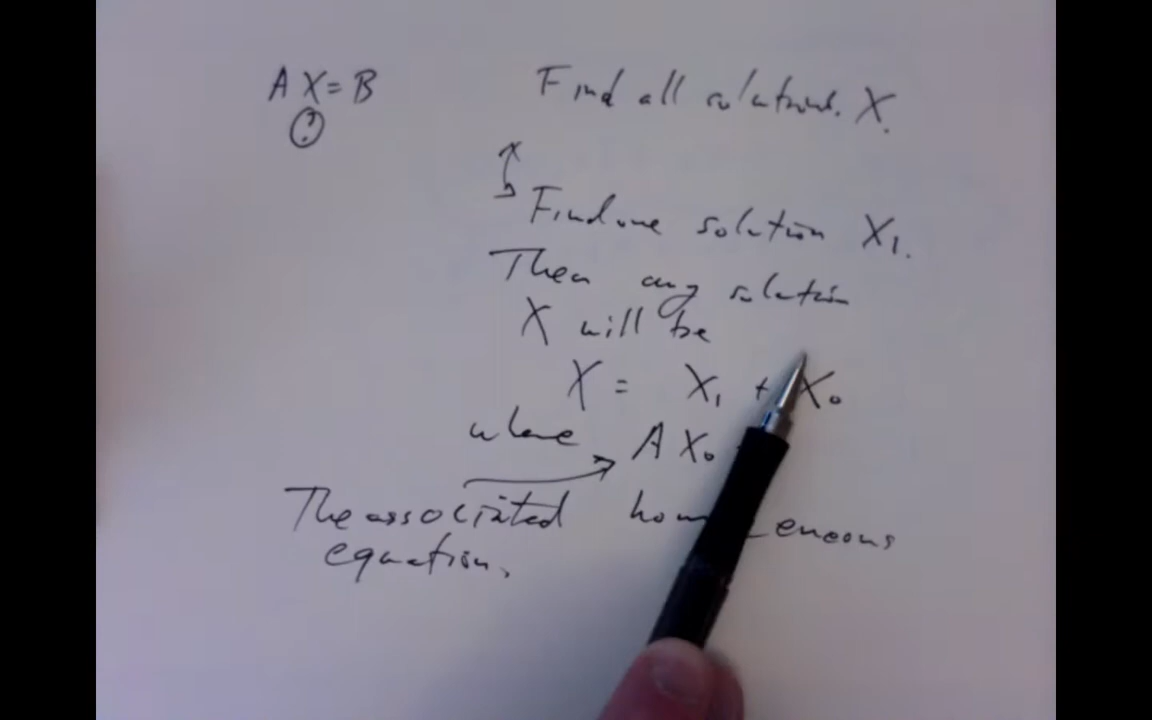 AX=B Find all solutions. X.
?
Find one solution X₁.
Then any solution
X will be
X = X₁ + X₀
where AX₀
The associated
equation.